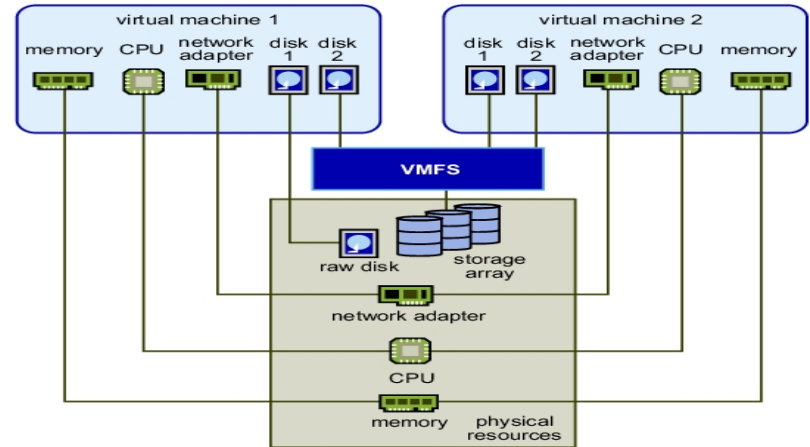 virtual machine 1
memory
CPU
network
adapter
disk
1
disk
2
virtual machine 2
disk
1
disk
2
network
adapter
CPU
memory
VMFS
raw disk
storage
array
network adapter
CPU
memory
physical
resources